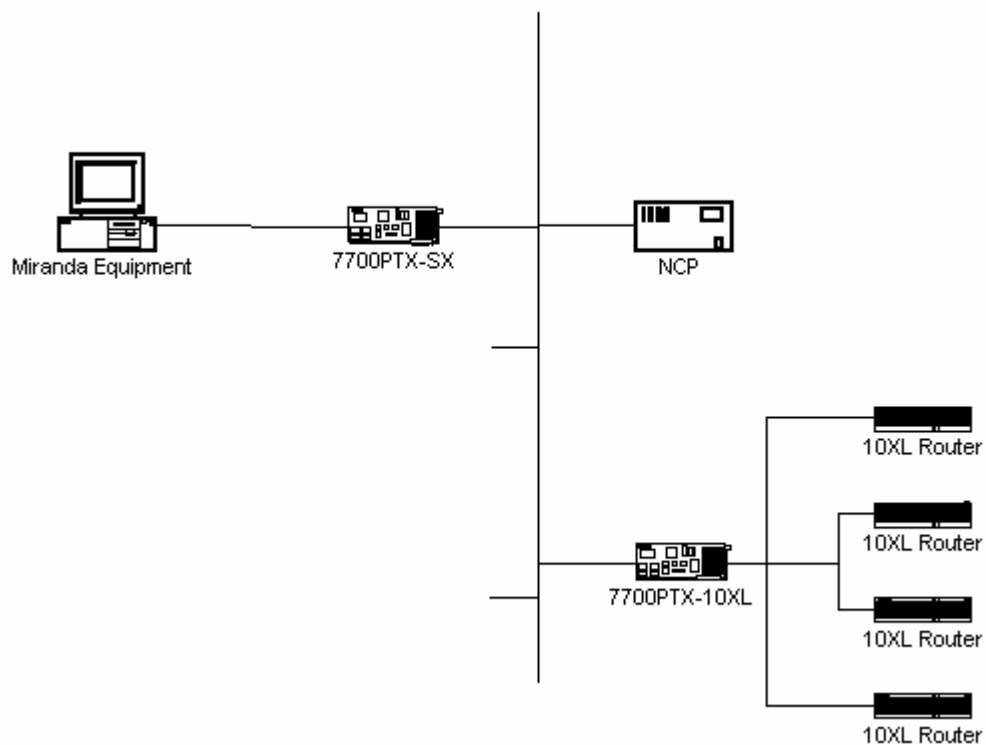 Miranda Equipment
7700PTX-SX
NCP
10XL Router
10XL Router
7700PTX-10XL
10XL Router
10XL Router